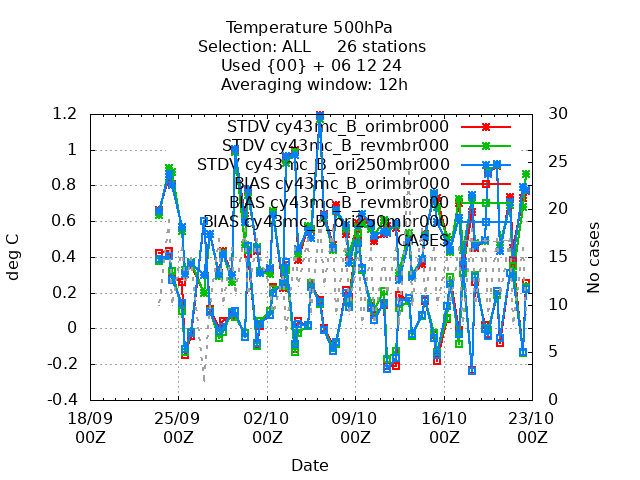 Temperature 500hPa
Selection: ALL     26 stations
Used {00} + 06 12 24
Averaging window: 12h
STDV cy43mc_B_orimbr000
STDV cy43mc_B_revmbr000
STDV cy43mc_B_ori250mbr000
BIAS cy43mc_B_orimbr000
BIAS cy43mc_B_revmbr000
BIAS cy43mc_B_ori250mbr000
CASES
deg C
1.2
1
0.8
0.6
0.4
0.2
0
-0.2
-0.4
No cases
30
25
20
15
10
5
0
18/09 25/09 02/10 09/10 16/10 23/10
00Z 00Z 00Z 00Z 00Z 00Z
Date